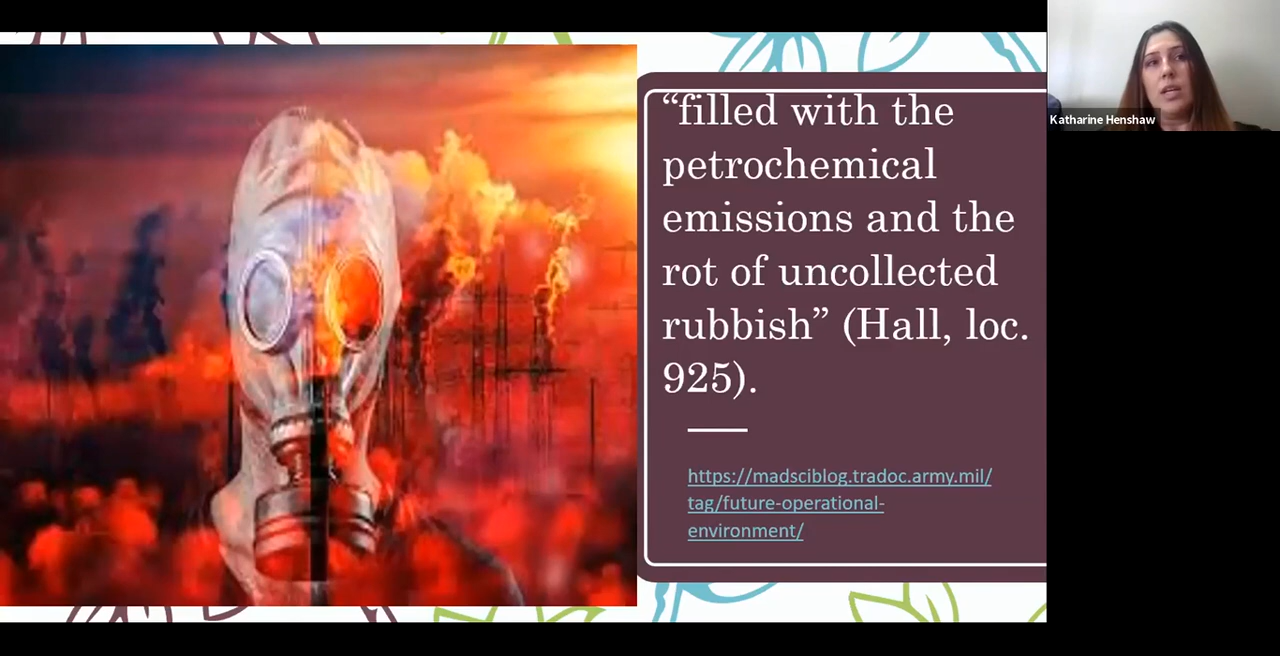 “filled with the
petrochemical
emissions and the
rot of uncollected
rubbish” (Hall, loc.
925).
https://madsciblog.tradoc.army.mil/
tag/future-operational-
environment/
Katharine Henshaw